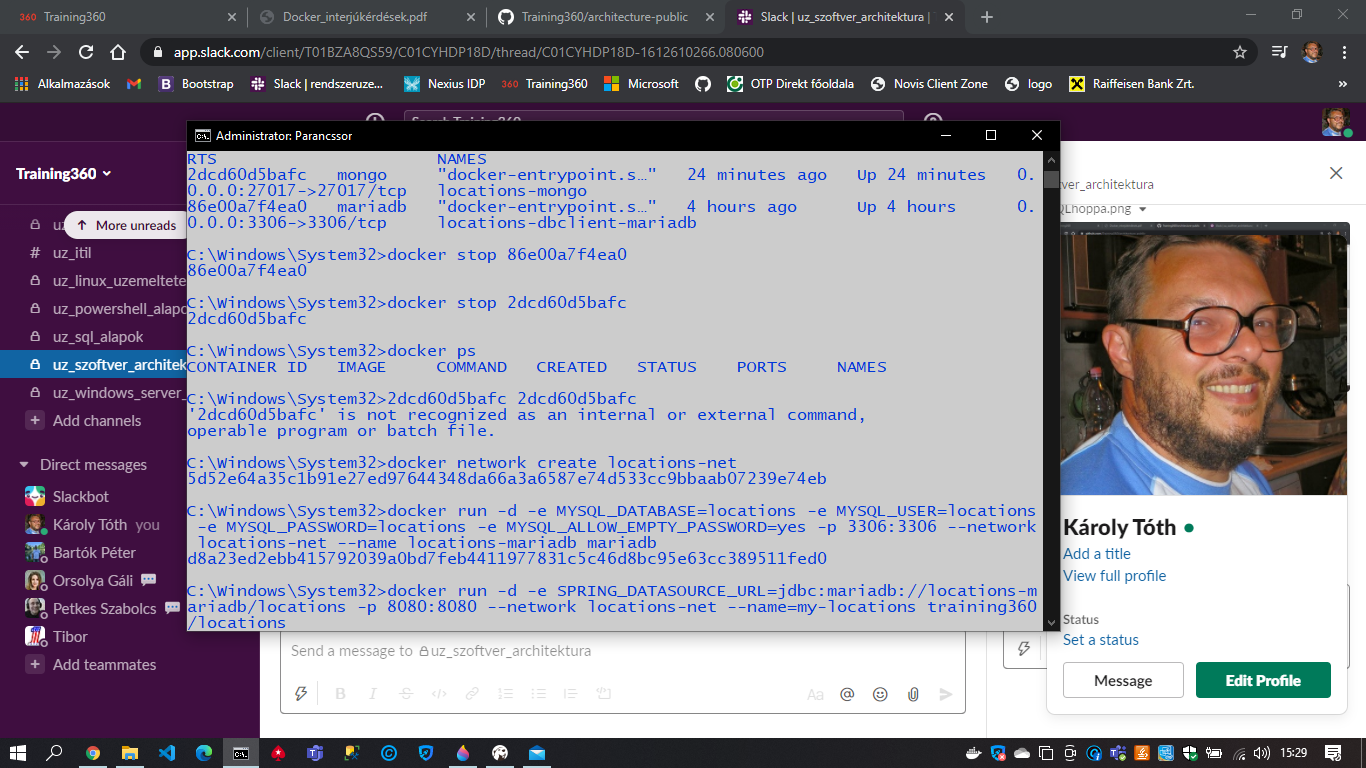 Training360
Docker_interjúkérdések.pdf
Training360/architecture-public
Slack | uz_szoftver_architektura |
app.slack.com/client/T01BZA8QS59/C01CYHDP18D/thread/C01CYHDP18D-1612610266.080600
Alkalmazások
Bootstrap
Slack | rendszeruze...
Nexius IDP
360 Training360
Microsoft
OTP Direkt főoldala
Novis Client Zone
logo
Raiffeisen Bank Zrt.
Administrator: Parancssor
RTS NAMES
2dcd60d5bafc mongo "docker-entrypoint.s…" 24 minutes ago Up 24 minutes 0.
0.0.0:27017->27017/tcp locations-mongo
86e00a7f4ea0 mariadb "docker-entrypoint.s…" 4 hours ago Up 4 hours 0.
0.0.0:3306->3306/tcp locations-dbclient-mariadb
C:\Windows\System32>docker stop 86e00a7f4ea0
86e00a7f4ea0
C:\Windows\System32>docker stop 2dcd60d5bafc
2dcd60d5bafc
C:\Windows\System32>docker ps
CONTAINER ID IMAGE COMMAND CREATED STATUS PORTS NAMES
C:\Windows\System32>2dcd60d5bafc 2dcd60d5bafc
'2dcd60d5bafc' is not recognized as an internal or external command,
operable program or batch file.
C:\Windows\System32>docker network create locations-net
5d52e64a35c1b91e27ed97644348da66a3a6587e74d533cc9bbaab07239e74eb
C:\Windows\System32>docker run -d -e MYSQL_DATABASE=locations -e MYSQL_USER=locations
-e MYSQL_PASSWORD=locations -e MYSQL_ALLOW_EMPTY_PASSWORD=yes -p 3306:3306 --network
locations-net --name locations-mariadb mariadb
d8a23ed2ebb415792039a0bd7feb4411977831c5c46d8bc95e63cc389511fed0
C:\Windows\System32>docker run -d -e SPRING_DATASOURCE_URL=jdbc:mariadb://locations-m
ariadb/locations -p 8080:8080 --network locations-net --name=my-locations training360
/locations
Training360
More unreads
# uz_itil
uz_linux_uzemeltete
uz_powershell_alapo
uz_sql_alapok
uz_szoftver_architek
uz_windows_server_
Add channels
Direct messages
Slackbot
Károly Tóth you
Bartók Péter
Orsolya Gáli
Petkes Szabolcs
Tibor
Add teammates
Send a message to uz_szoftver_architektura
ver_architektura
QLhoppa.png
Károly Tóth
Add a title
View full profile
Status
Set a status
Message
Edit Profile
15:29